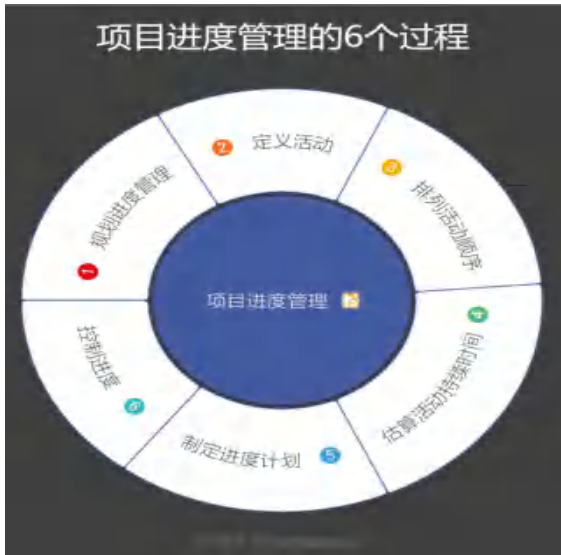 项目进度管理的6个过程
1 规划进度管理
2 定义活动
3 排列活动顺序
4 估算活动持续时间
制定进度计划 5
控制进度 6
项目进度管理